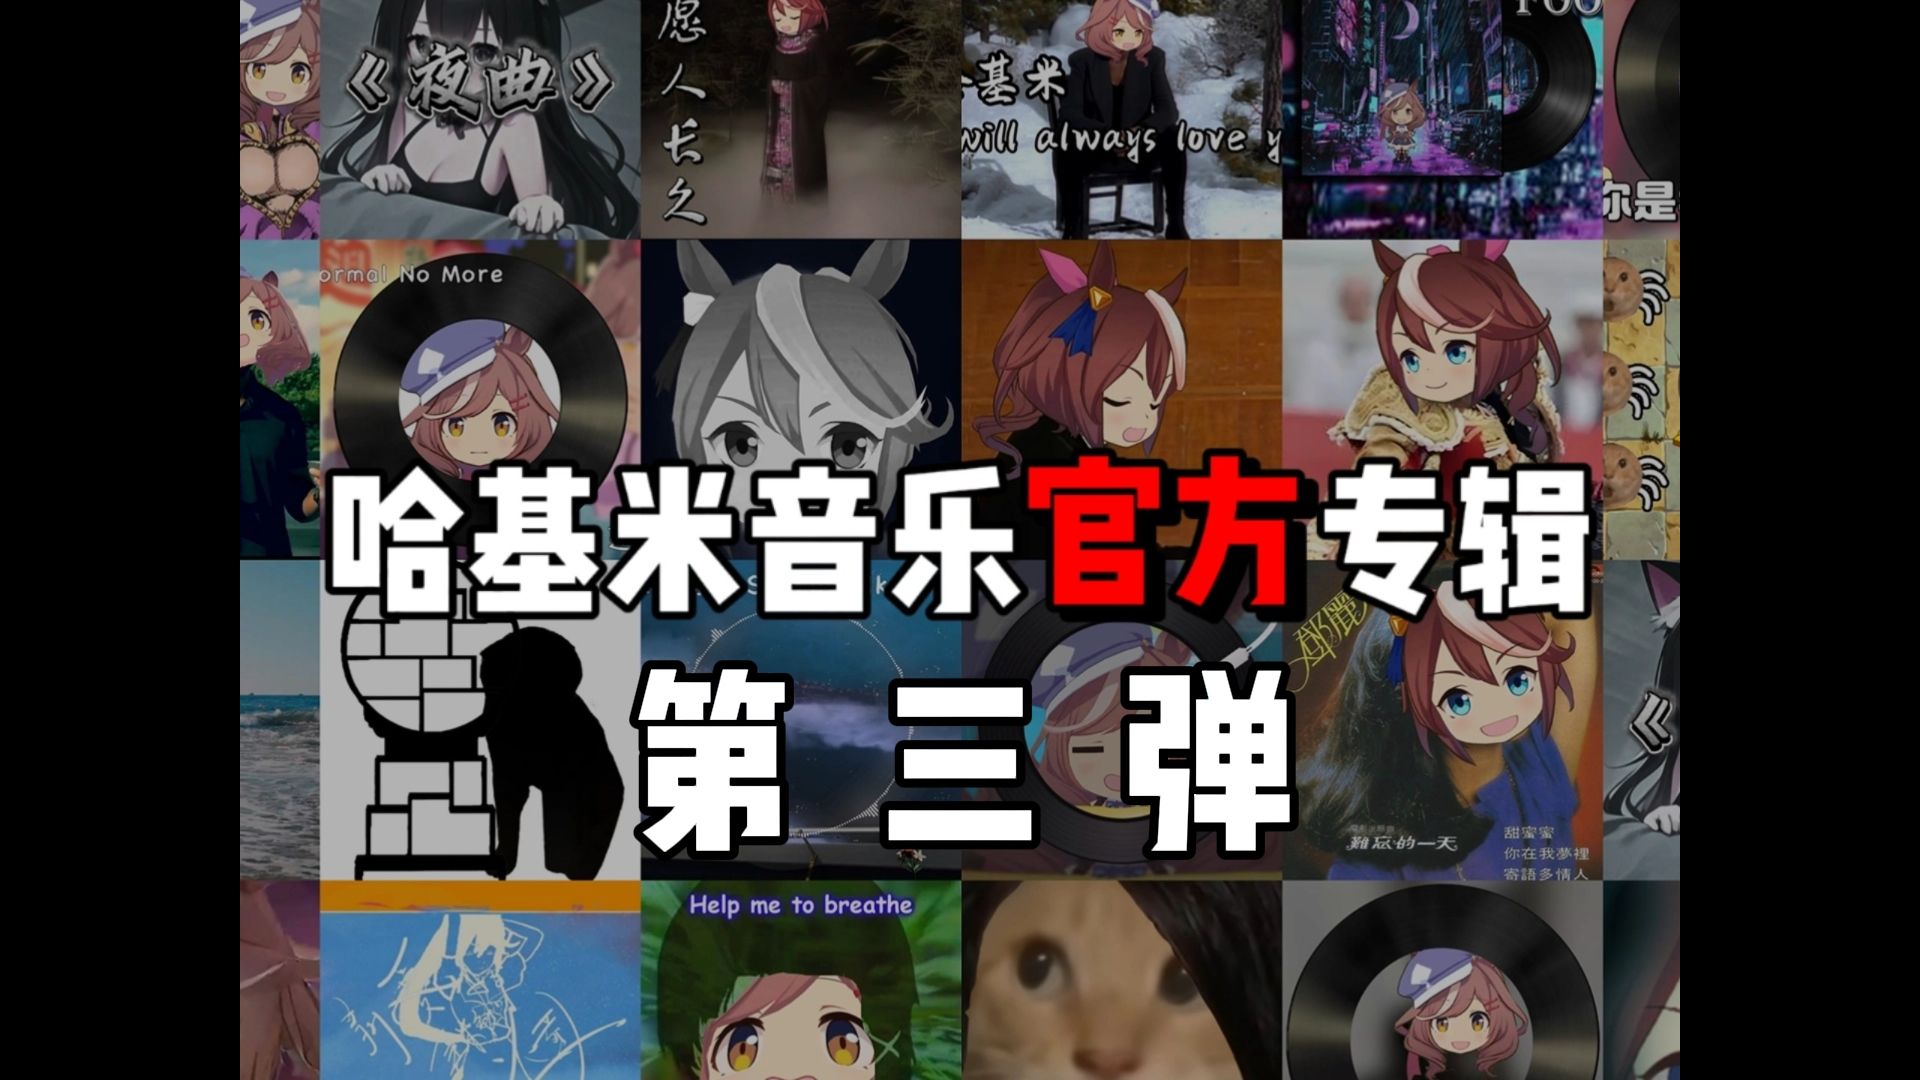 《夜曲》
愿人长久
基米
will always love y
FOO
你是
ormal No More
哈基米音乐官方专辑
第三弹
鄧麗
難忘的一天
甜蜜蜜
你在我夢裡
寄語多情人
《
Help me to breathe